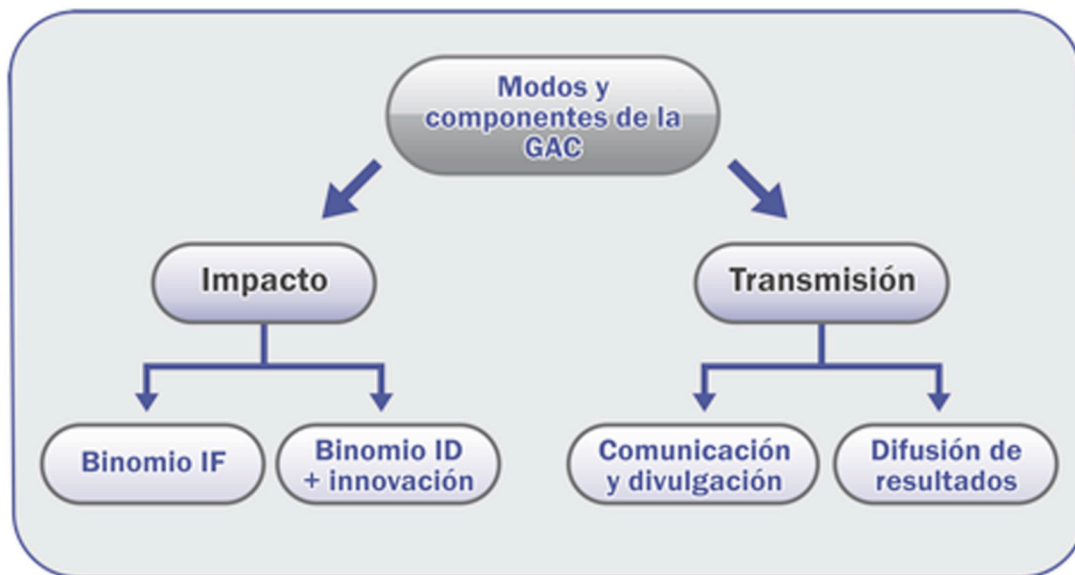 Modos y
componentes de la
GAC
Impacto
Transmisión
Binomio IF
Binomio ID
+ innovación
Comunicación
y divulgación
Difusión de
resultados